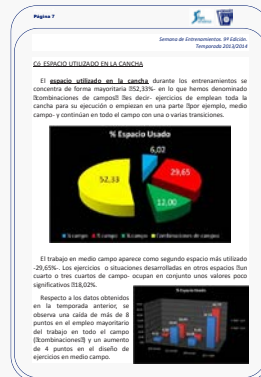 Página 7
Semana de Entrenamientos. 9ª Edición.
Temporada 2013/2014
C6 ESPACIO UTILIZADO EN LA CANCHA
El espacio utilizado en la cancha durante los entrenamientos se
concentra de forma mayoritaria 52,33%- en lo que hemos denominado
combinaciones de campos es decir- ejercicios de emplean toda la
cancha para su ejecución o empiezan en una parte por ejemplo, medio
campo- y continúan en todo el campo con una o varias transiciones.
% Espacio Usado
6,02
29,65
52,33
12,00
El trabajo en medio campo aparece como segundo espacio más utilizado
-29,65%-. Los ejercicios o situaciones desarrolladas en otros espacios un
cuarto o tres cuartos de campo- ocupan en conjunto unos valores poco
significativos 18,02%.
Respecto a los datos obtenidos
en la temporada anterior, se
observa una caída de más de 8
puntos en el empleo mayoritario
del trabajo en todo el campo
(combinaciones) y un aumento
de 4 puntos en el diseño de
ejercicios en medio campo.